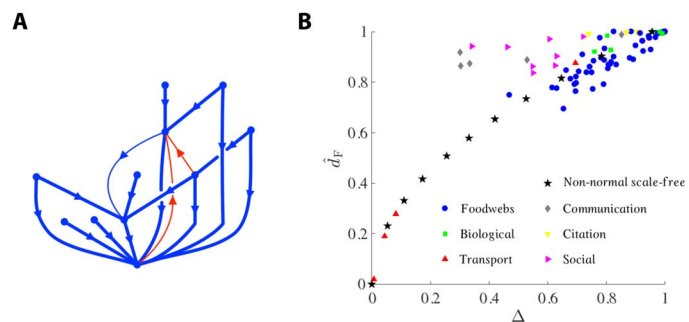 A
B
1
0.8
0.6
0.4
0.2
0
d̂_F
Non-normal scale-free
Foodwebs
Communication
Biological
Citation
Transport
Social
0 0.2 0.4 0.6 0.8 1
Δ